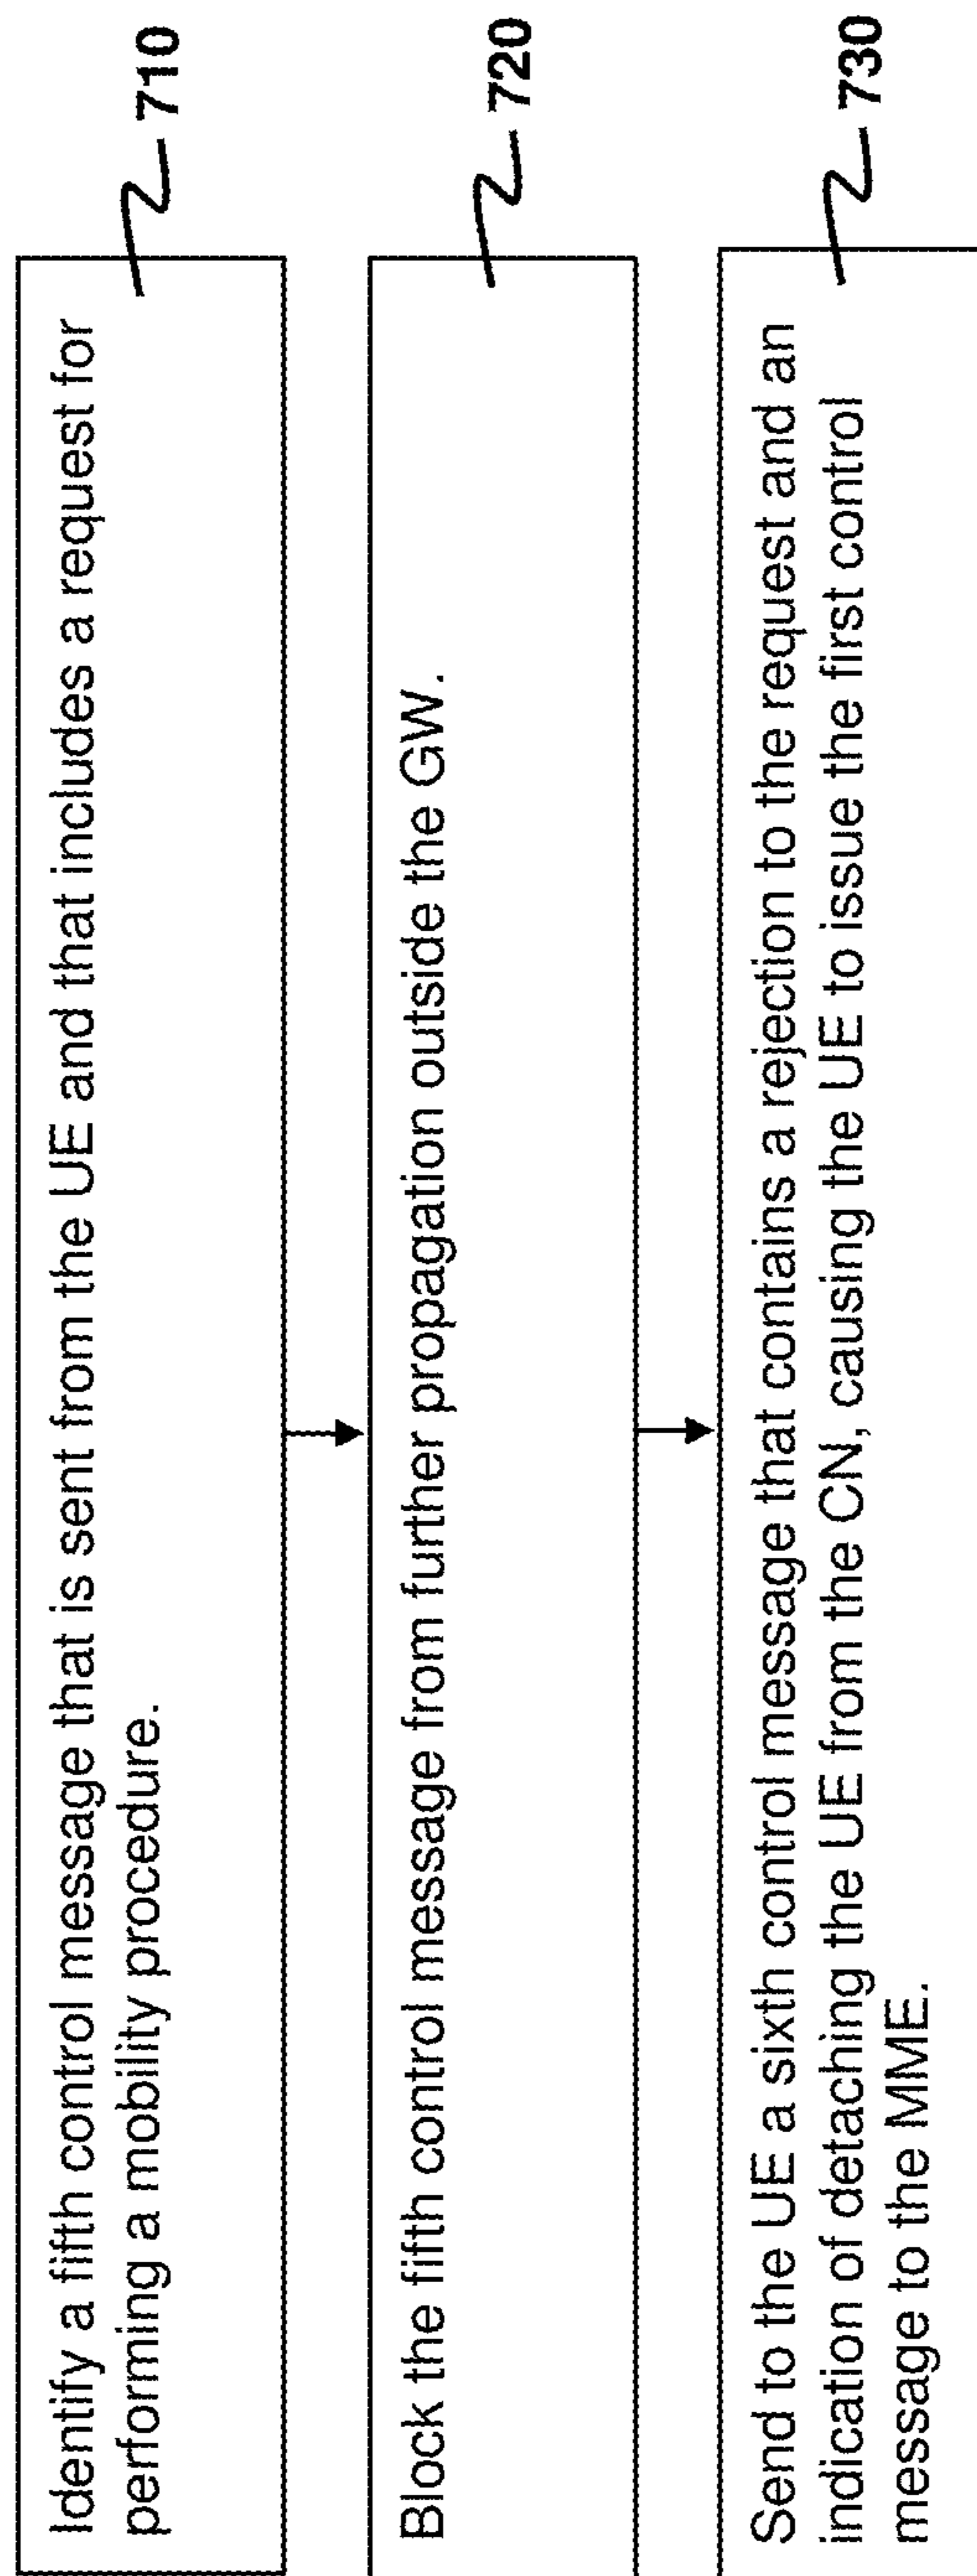 Identify a fifth control message that is sent from the UE and that includes a request for
performing a mobility procedure.
710
Block the fifth control message from further propagation outside the GW.
720
Send to the UE a sixth control message that contains a rejection to the request and an
indication of detaching the UE from the CN, causing the UE to issue the first control
message to the MME.
730